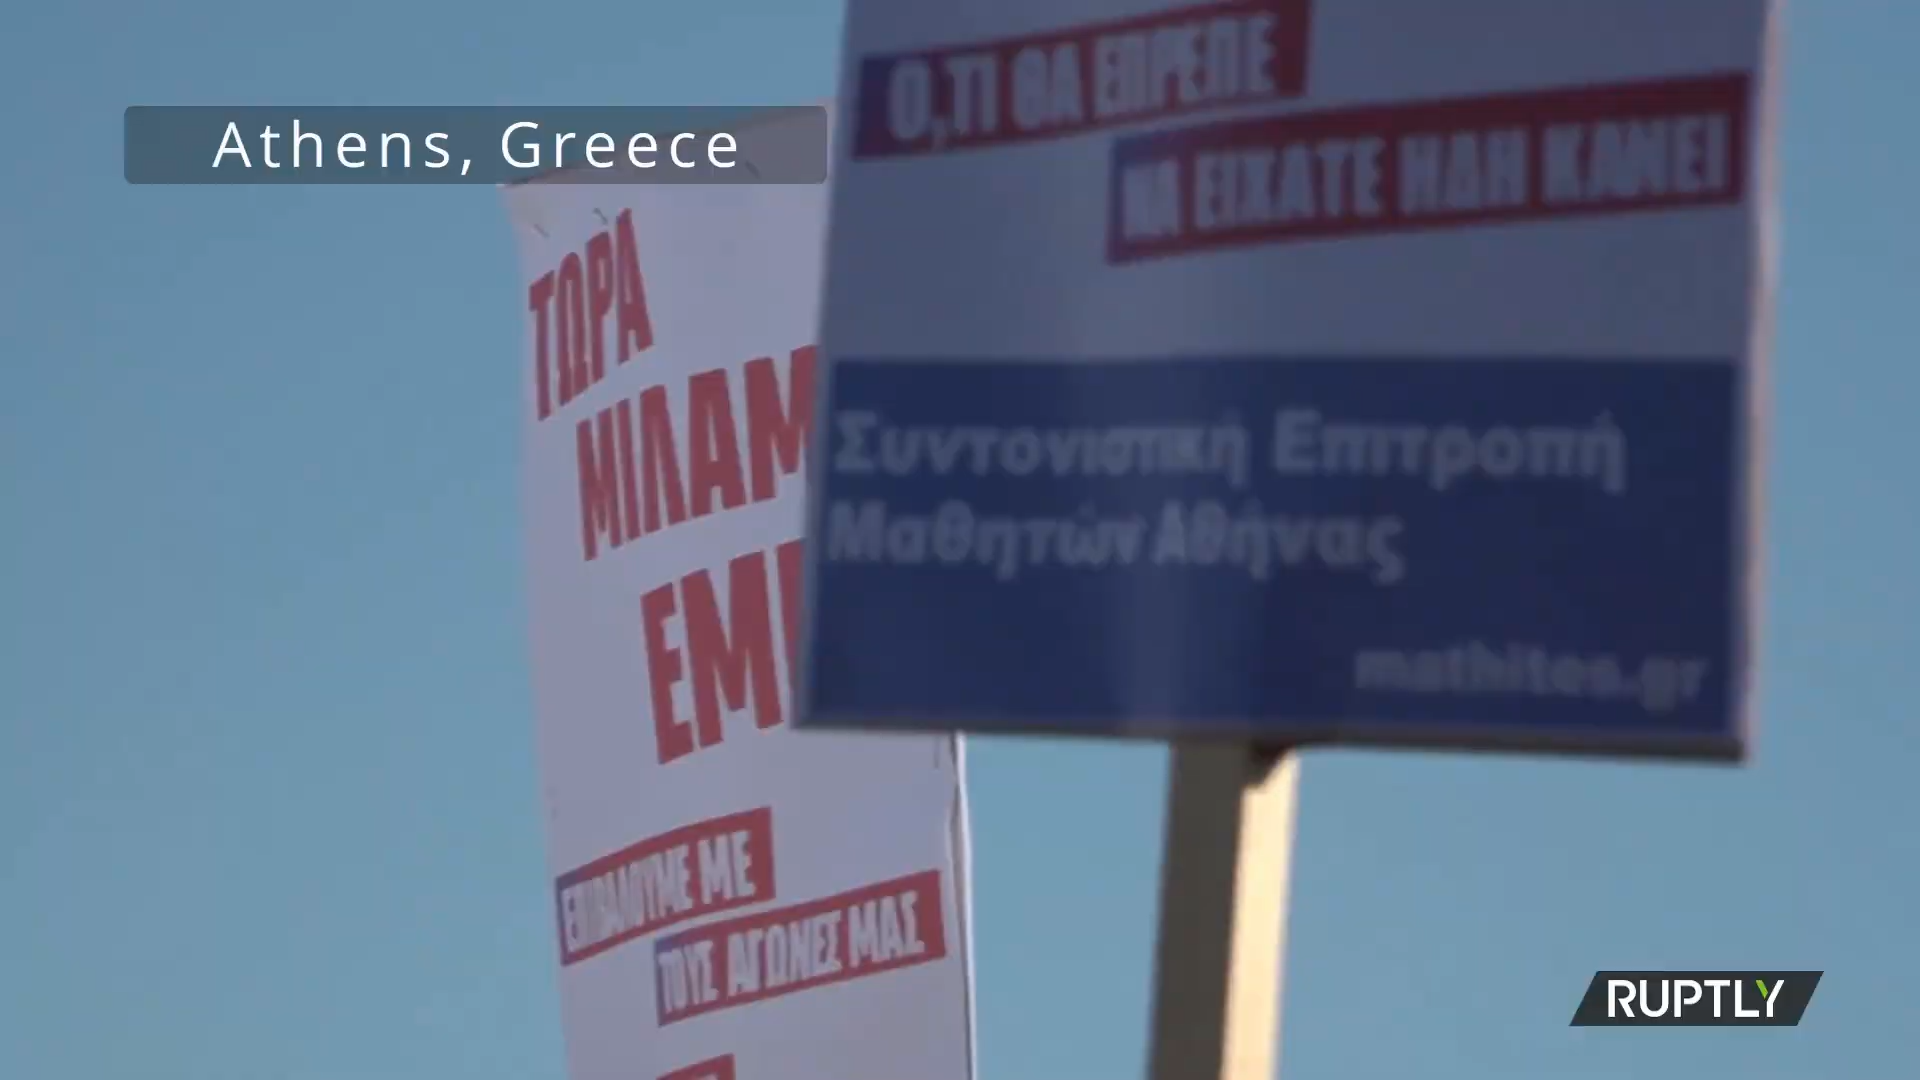 Athens, Greece
Ο,ΤΙ ΘΑ ΕΠΡΕΠΕ
ΝΑ ΕΙΧΑΤΕ ΗΔΗ ΚΑΝΕΙ
Συντονιστική Επιτροπή
Μαθητών Αθήνας
mathites.gr
ΤΩΡΑ
ΜΙΛΑΜ
ΕΜ
ΕΠΙΒΑΛΟΥΜΕ ΜΕ
ΤΟΥΣ ΑΓΩΝΕΣ ΜΑΣ
RUPTLY